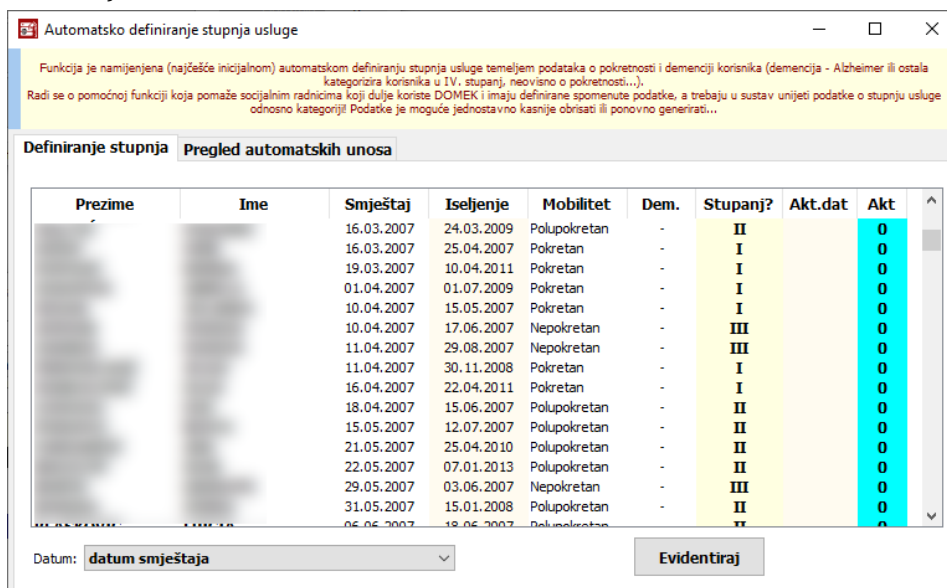 Automatsko definiranje stupnja usluge
Funkcija je namijenjena (najčešće inicijalnom) automatskom definiranju stupnja usluge temeljem podataka o pokretnosti i demenciji korisnika (demencija - Alzheimer ili ostala
kategorizira korisnika u IV. stupanj, neovisno o pokretnosti...).
Radi se o pomoćnoj funkciji koja pomaže socijalnim radnicima koji dulje koriste DOMEK i imaju definirane spomenute podatke, a trebaju u sustav unijeti podatke o stupnju usluge
odnosno kategoriji! Podatke je moguće jednostavno kasnije obrisati ili ponovno generirati...
Definiranje stupnja Pregled automatskih unosa
Prezime Ime Smještaj Iseljenje Mobilitet Dem. Stupanj? Akt.dat Akt
16.03.2007 24.03.2009 Polupokretan - II 0
16.03.2007 25.04.2007 Pokretan - I 0
19.03.2007 10.04.2011 Pokretan - I 0
01.04.2007 01.07.2009 Pokretan - I 0
10.04.2007 15.05.2007 Pokretan - I 0
10.04.2007 17.06.2007 Nepokretan - III 0
11.04.2007 29.08.2007 Nepokretan - III 0
11.04.2007 30.11.2008 Pokretan - I 0
16.04.2007 22.04.2011 Pokretan - I 0
18.04.2007 15.06.2007 Polupokretan - II 0
15.05.2007 12.07.2007 Polupokretan - II 0
21.05.2007 25.04.2010 Polupokretan - II 0
22.05.2007 07.01.2013 Polupokretan - II 0
29.05.2007 03.06.2007 Nepokretan - III 0
31.05.2007 15.01.2008 Polupokretan - II 0
06.06.2007 18.06.2007 Polupokretan - II 0
Datum: datum smještaja Evidentiraj